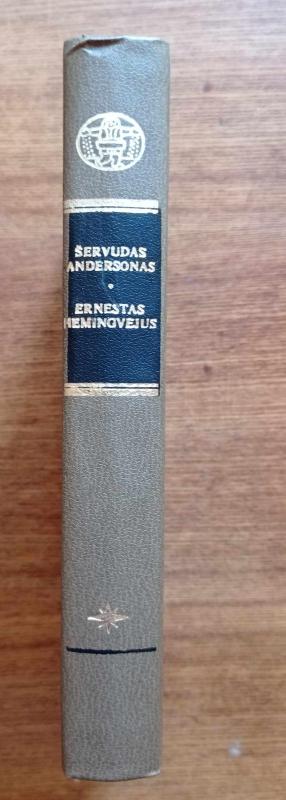 ŠERVUDAS
ANDERSONAS
•
ERNESTAS
HEMINGVĖJUS